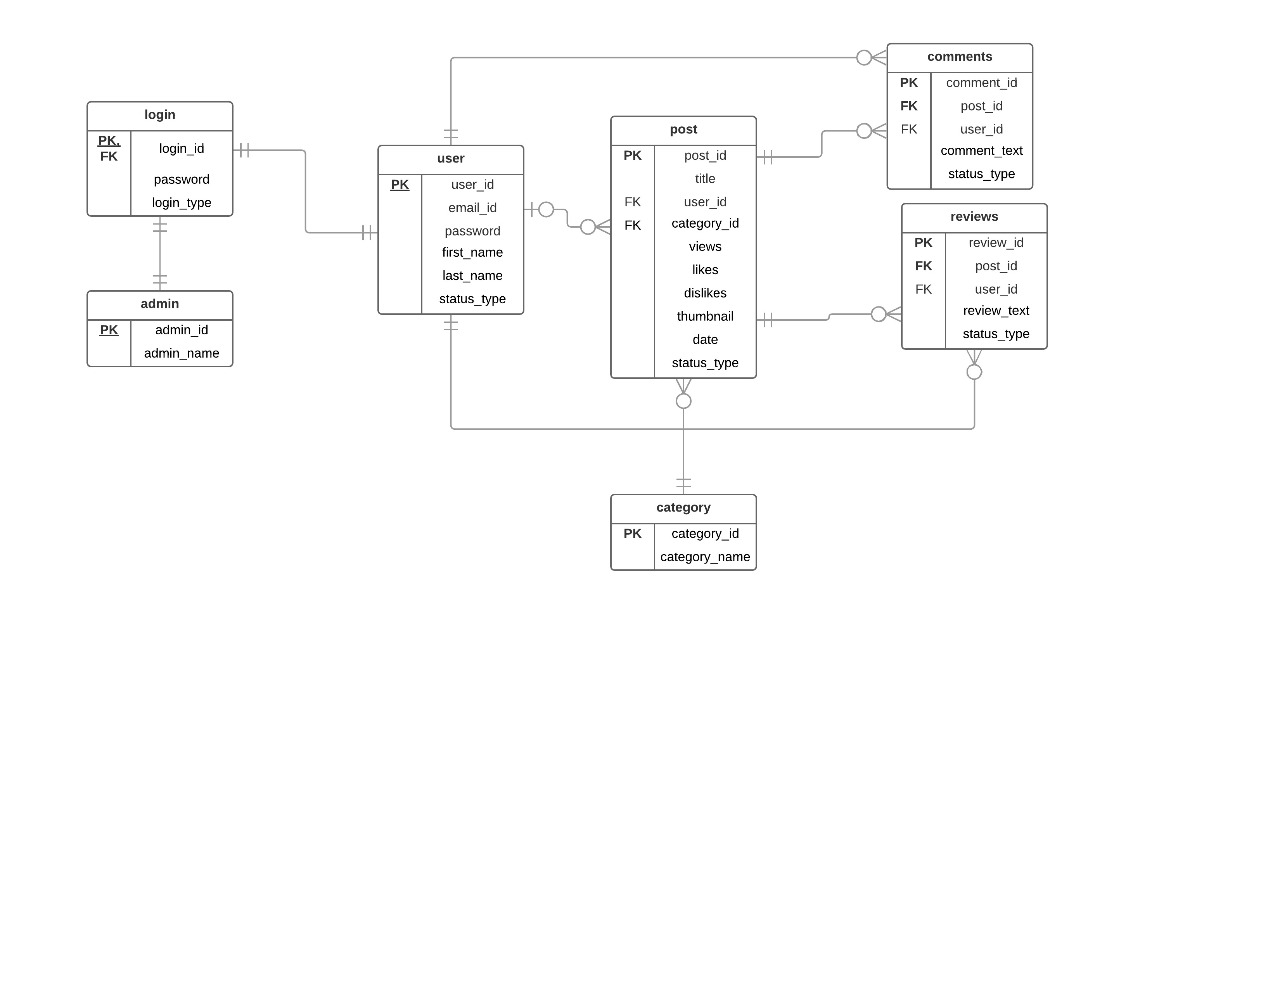 login
PK,
FK
login_id
password
login_type
admin
PK admin_id
admin_name
user
PK user_id
email_id
password
first_name
last_name
status_type
post
PK post_id
title
FK user_id
FK category_id
views
likes
dislikes
thumbnail
date
status_type
comments
PK comment_id
FK post_id
FK user_id
comment_text
status_type
reviews
PK review_id
FK post_id
FK user_id
review_text
status_type
category
PK category_id
category_name